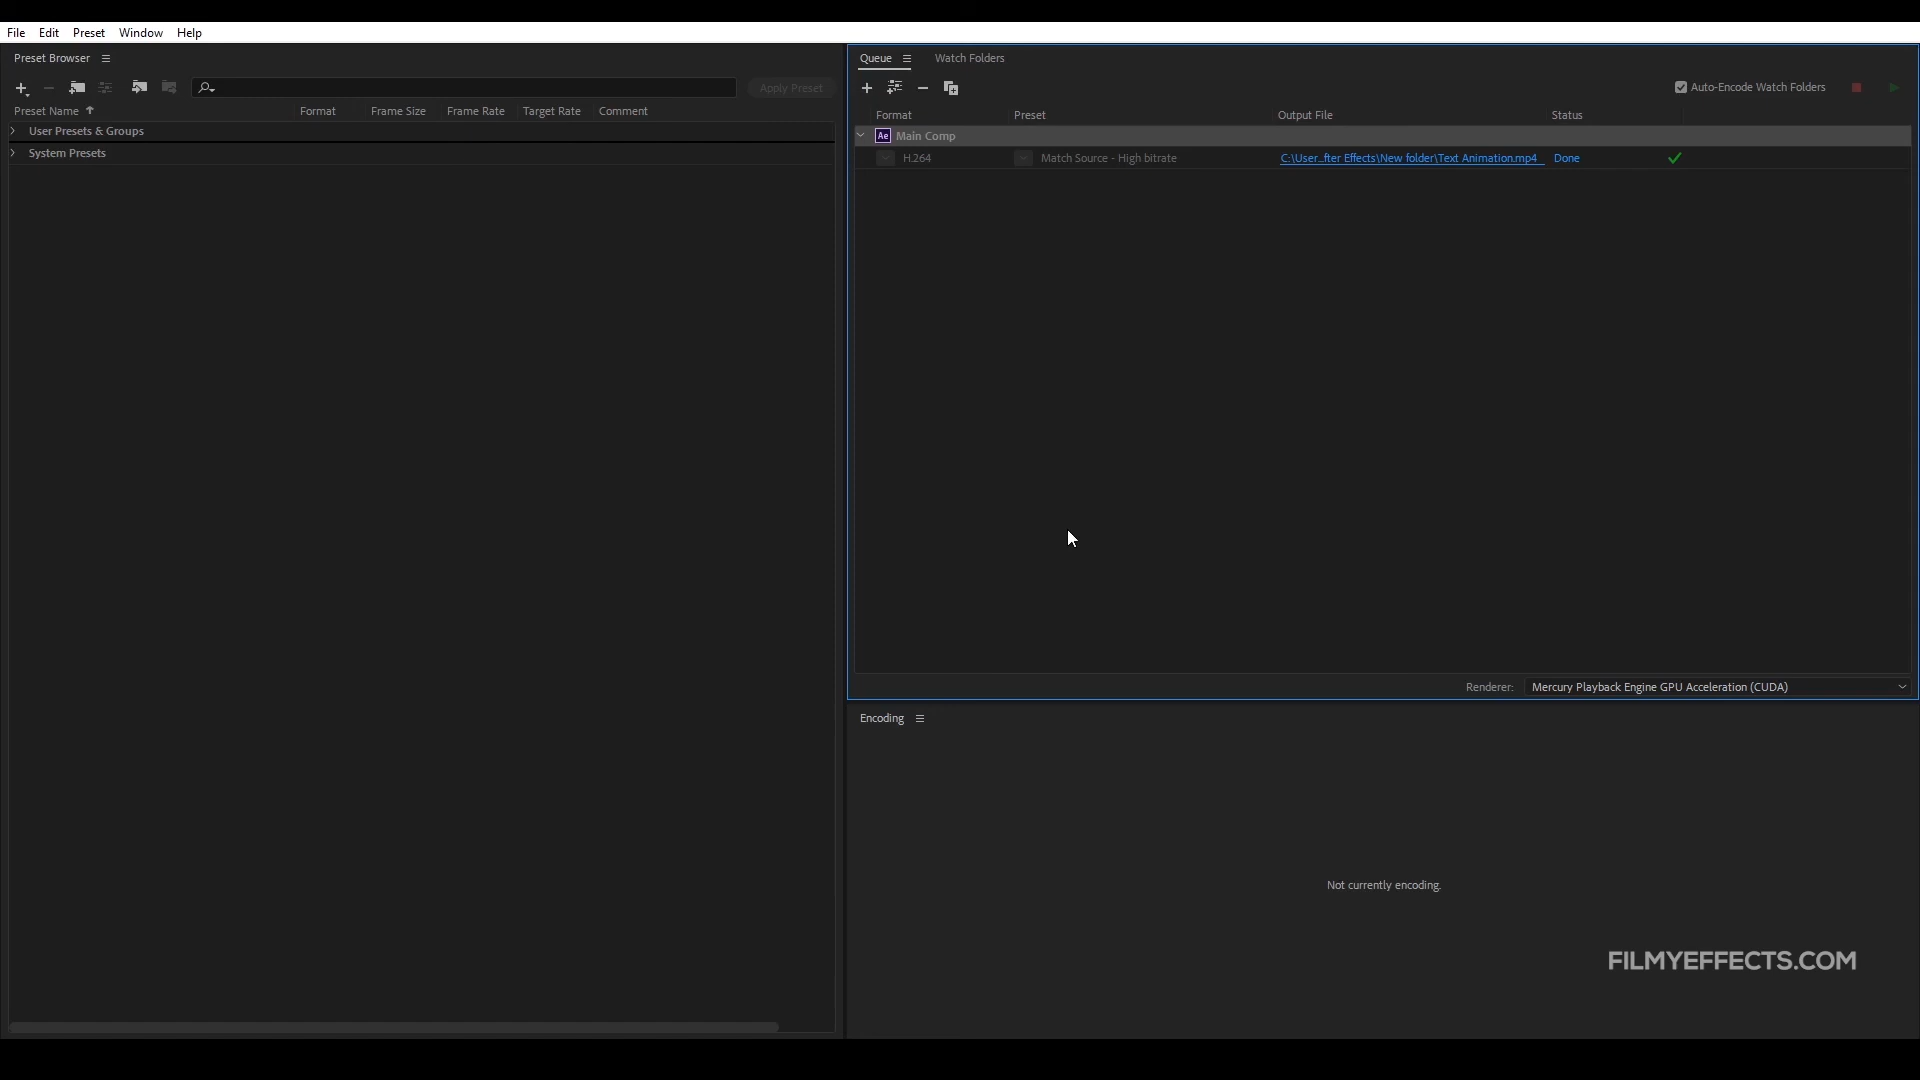 File Edit Preset Window Help
Preset Browser
Apply Preset
Preset Name Format Frame Size Frame Rate Target Rate Comment
User Presets & Groups
System Presets
Queue Watch Folders
Auto-Encode Watch Folders
Format Preset Output File Status
Ae Main Comp
H.264 Match Source - High bitrate C:\User...fter Effects\New folder\Text Animation.mp4 Done
Renderer: Mercury Playback Engine GPU Acceleration (CUDA)
Encoding
Not currently encoding.
FILMYEFFECTS.COM